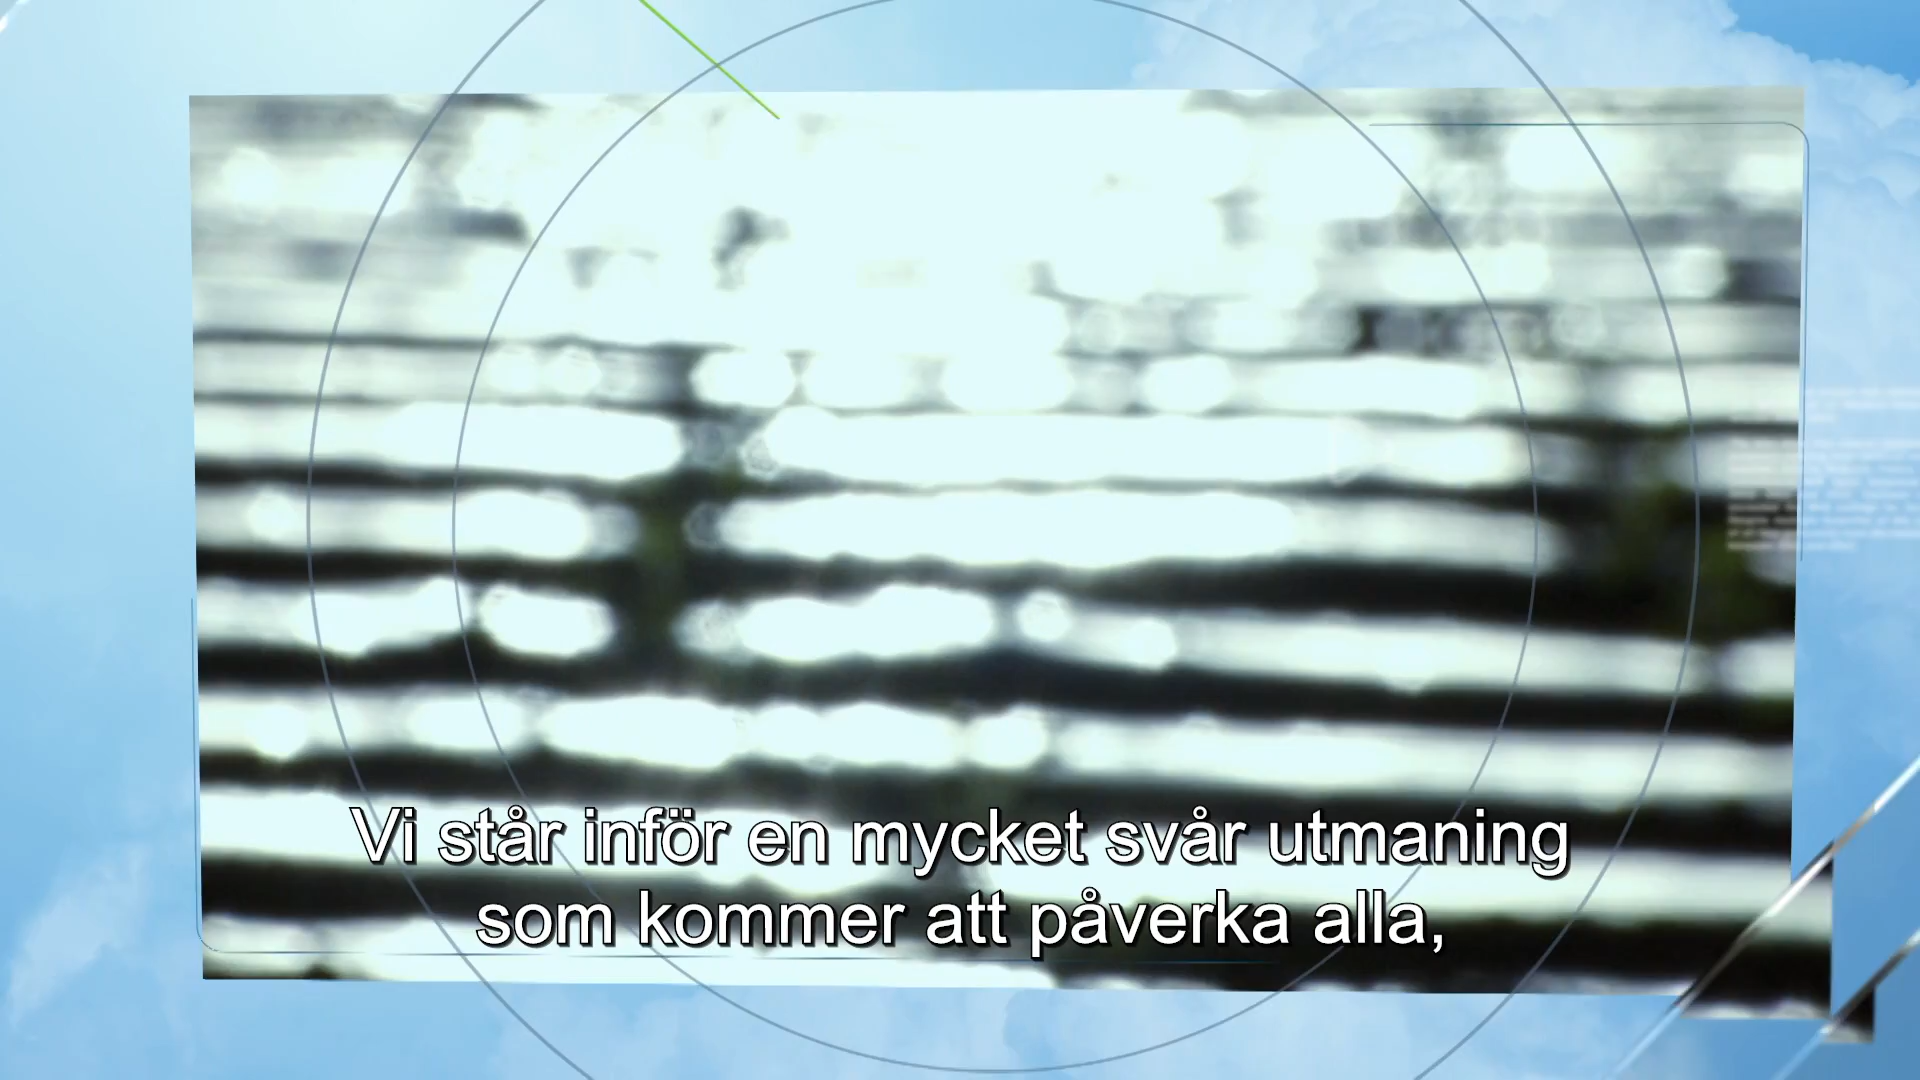 Vi står inför en mycket svår utmaning
som kommer att påverka alla,